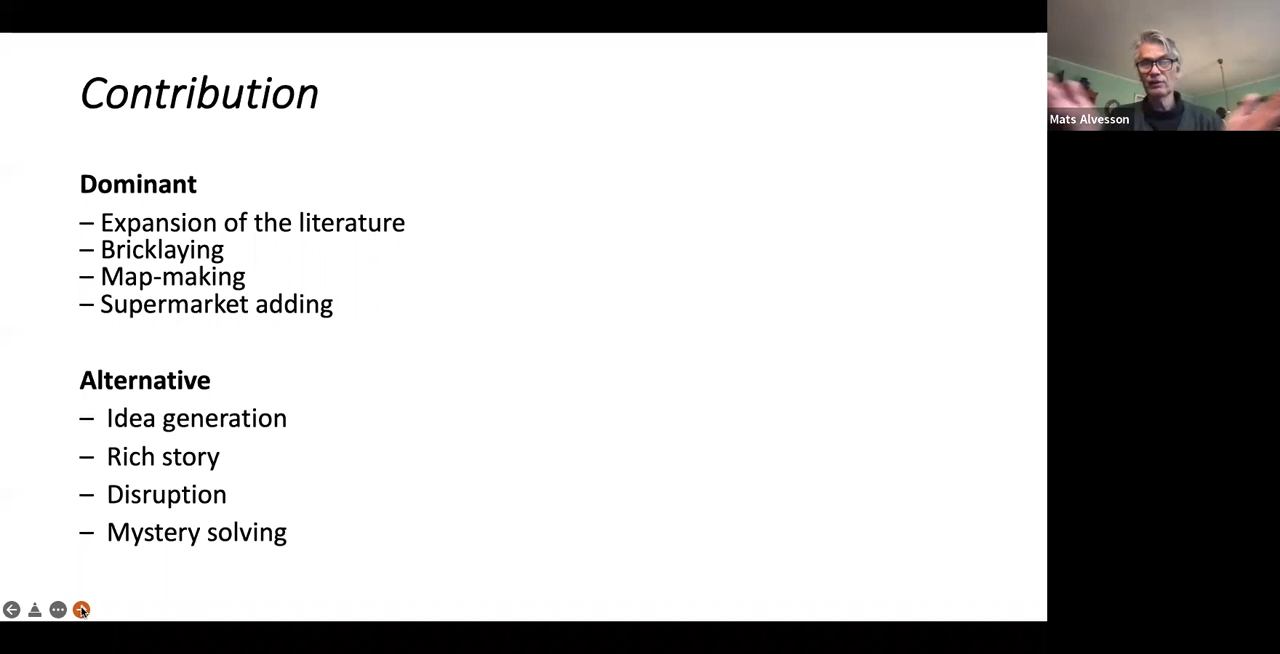 Contribution
Dominant
– Expansion of the literature
– Bricklaying
– Map-making
– Supermarket adding
Alternative
– Idea generation
– Rich story
– Disruption
– Mystery solving
Mats Alvesson